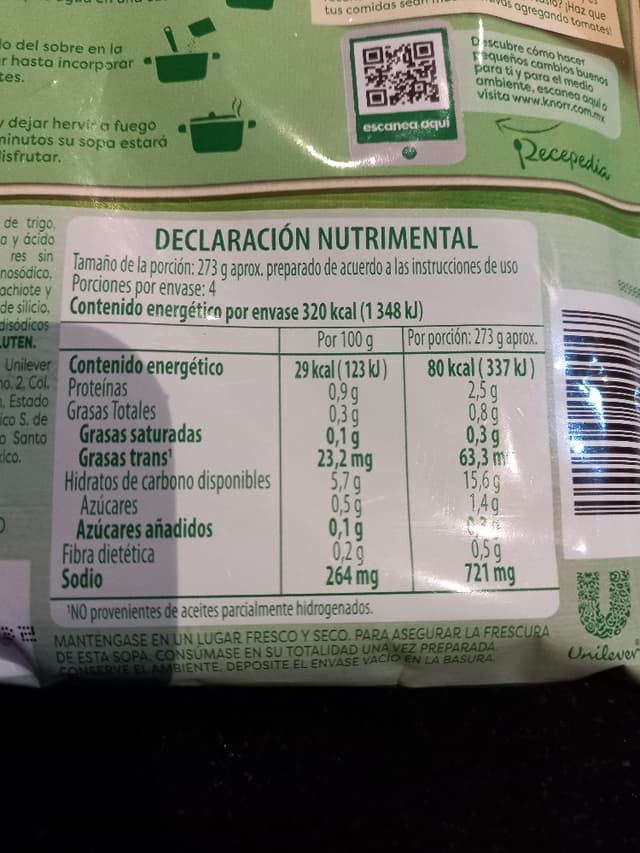 tus comidas sean
agregando tomates!
¡Haz que
Descubre cómo hacer
pequeños cambios buenos
para ti y para el medio
ambiente, escanea aquí o
visita www.knorr.com.mx
escanea aquí
Recepedia
lo del sobre en la
r hasta incorporar
tes.
y dejar hervir a fuego
minutos su sopa estará
disfrutar.
de trigo,
a y ácido
res sin
nosódico,
achiote y
de silicio,
disódicos
LUTEN.
Unilever
no. 2, Col.
Estado
ico S. de
o Santo
xico.
DECLARACIÓN NUTRIMENTAL
Tamaño de la porción: 273 g aprox. preparado de acuerdo a las instrucciones de uso
Porciones por envase: 4
Contenido energético por envase 320 kcal (1 348 kJ)
Por 100 g Por porción: 273 g aprox.
Contenido energético 29 kcal ( 123 kJ ) 80 kcal ( 337 kJ )
Proteínas 0,9 g 2,5 g
Grasas Totales 0,3 g 0,8 g
Grasas saturadas 0,1 g 0,3 g
Grasas trans¹ 23,2 mg 63,3 m
Hidratos de carbono disponibles 5,7 g 15,6 g
Azúcares 0,5 g 1,4 g
Azúcares añadidos 0,1 g
Fibra dietética 0,2 g 0,5 g
Sodio 264 mg 721 mg
¹NO provenientes de aceites parcialmente hidrogenados.
MANTÉNGASE EN UN LUGAR FRESCO Y SECO. PARA ASEGURAR LA FRESCURA
DE ESTA SOPA, CONSÚMASE EN SU TOTALIDAD UNA VEZ PREPARADA.
CONSERVE EL AMBIENTE, DEPOSITE EL ENVASE VACÍO EN LA BASURA.
Unilever